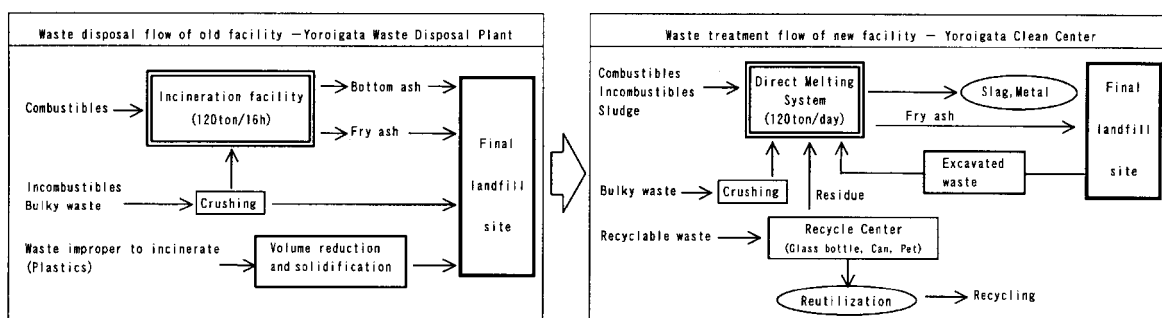 Waste disposal flow of old facility －Yoroigata Waste Disposal Plant
Combustibles
Incineration facility
(120ton/16h)
Bottom ash
Fry ash
Incombustibles
Bulky waste
Crushing
Waste improper to incinerate
(Plastics)
Volume reduction
and solidification
Final
landfill
site
Waste treatment flow of new facility － Yoroigata Clean Center
Combustibles
Incombustibles
Sludge
Direct Melting
System
(120ton/day)
Slag,Metal
Fry ash
Final
landfill
site
Excavated
waste
Bulky waste
Crushing
Residue
Recyclable waste
Recycle Center
(Glass bottle, Can, Pet)
Reutilization
Recycling